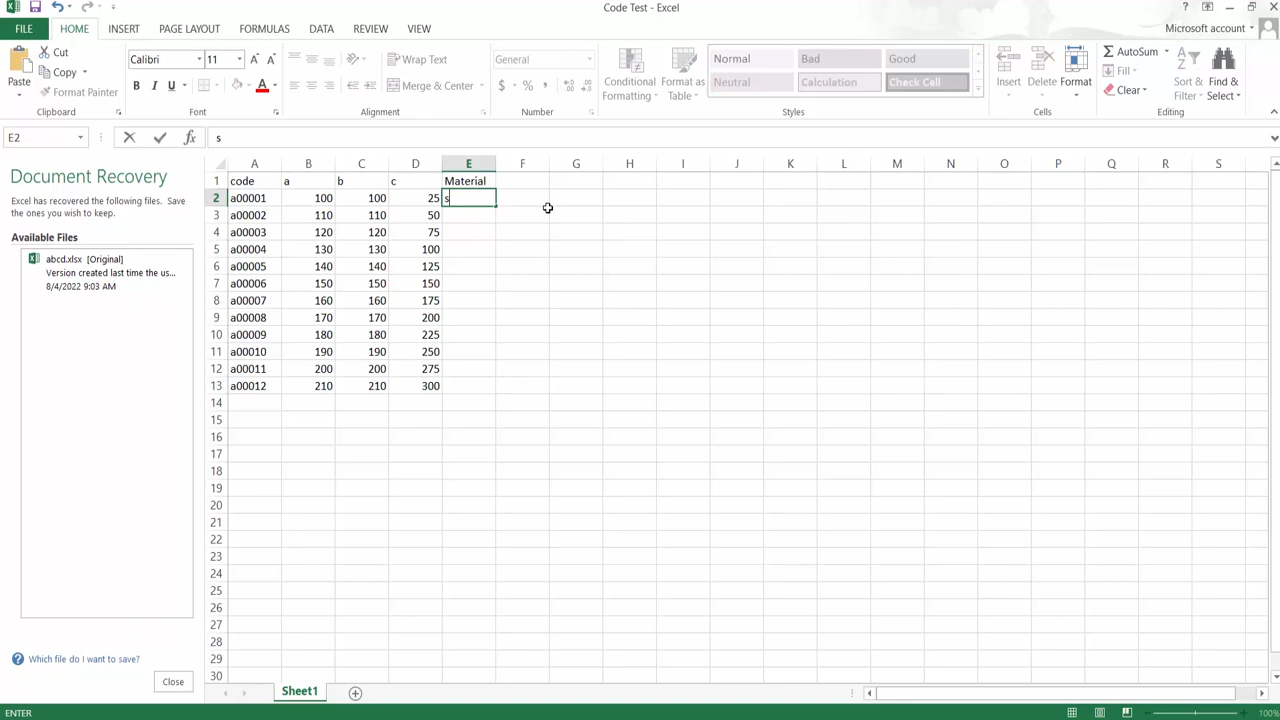 Code Test - Excel
FILE HOME INSERT PAGE LAYOUT FORMULAS DATA REVIEW VIEW Microsoft account
Paste Cut Copy Format Painter Clipboard
Calibri 11 B I U A A A Font
Wrap Text Merge & Center Alignment
General $ % , Number
Conditional Formatting Format as Table Normal Bad Good Neutral Calculation Check Cell Styles
Insert Delete Format Cells
AutoSum Fill Clear Sort & Filter Find & Select Editing
E2 fx s
Document Recovery
Excel has recovered the following files. Save
the ones you wish to keep.
Available Files
abcd.xlsx [Original]
Version created last time the us...
8/4/2022 9:03 AM
Which file do I want to save?
Close
A B C D E F G H I J K L M N O P Q R S
1 code a b c Material
2 a00001 100 100 25 s
3 a00002 110 110 50
4 a00003 120 120 75
5 a00004 130 130 100
6 a00005 140 140 125
7 a00006 150 150 150
8 a00007 160 160 175
9 a00008 170 170 200
10 a00009 180 180 225
11 a00010 190 190 250
12 a00011 200 200 275
13 a00012 210 210 300
14
15
16
17
18
19
20
21
22
23
24
25
26
27
28
29
30
Sheet1
ENTER 100%